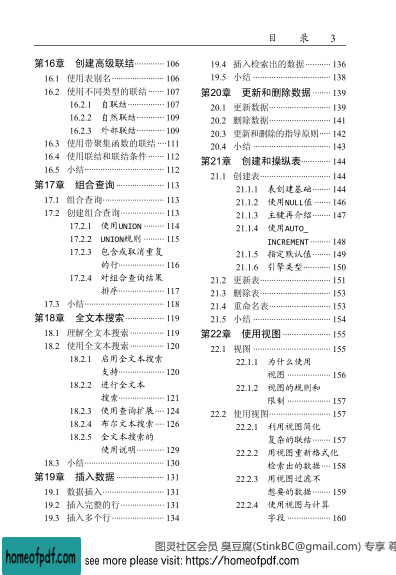 目 录 3
第16章 创建高级联结 106
16.1 使用表别名 106
16.2 使用不同类型的联结 107
16.2.1 自联结 107
16.2.2 自然联结 109
16.2.3 外部联结 109
16.3 使用带聚集函数的联结 111
16.4 使用联结和联结条件 112
16.5 小结 112
第17章 组合查询 113
17.1 组合查询 113
17.2 创建组合查询 113
17.2.1 使用UNION 114
17.2.2 UNION规则 115
17.2.3 包含或取消重复
的行 116
17.2.4 对组合查询结果
排序 117
17.3 小结 118
第18章 全文本搜索 119
18.1 理解全文本搜索 119
18.2 使用全文本搜索 120
18.2.1 启用全文本搜索
支持 120
18.2.2 进行全文本
搜索 121
18.2.3 使用查询扩展 124
18.2.4 布尔文本搜索 126
18.2.5 全文本搜索的
使用说明 129
18.3 小结 130
第19章 插入数据 131
19.1 数据插入 131
19.2 插入完整的行 131
19.3 插入多个行 134
19.4 插入检索出的数据 136
19.5 小结 138
第20章 更新和删除数据 139
20.1 更新数据 139
20.2 删除数据 141
20.3 更新和删除的指导原则 142
20.4 小结 143
第21章 创建和操纵表 144
21.1 创建表 144
21.1.1 表创建基础 144
21.1.2 使用NULL值 146
21.1.3 主键再介绍 147
21.1.4 使用AUTO_
INCREMENT 148
21.1.5 指定默认值 149
21.1.6 引擎类型 150
21.2 更新表 151
21.3 删除表 153
21.4 重命名表 153
21.5 小结 154
第22章 使用视图 155
22.1 视图 155
22.1.1 为什么使用
视图 156
22.1.2 视图的规则和
限制 157
22.2 使用视图 157
22.2.1 利用视图简化
复杂的联结 157
22.2.2 用视图重新格式化
检索出的数据 158
22.2.3 用视图过滤不
想要的数据 159
22.2.4 使用视图与计算
字段 160
图灵社区会员 臭豆腐(StinkBC@gmail.com) 专享 尊
homeofpdf.com
see more please visit: https://homeofpdf.com